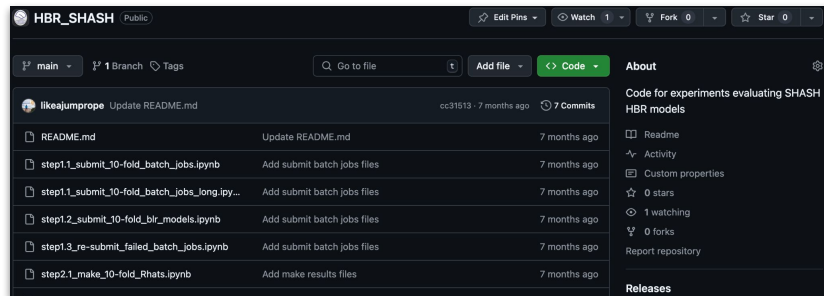 HBR_SHASH Public Edit Pins Watch 1 Fork 0 Star 0
main 1 Branch Tags Go to file t Add file Code
likeajumprope Update README.md cc31513 · 7 months ago 7 Commits
README.md Update README.md 7 months ago
step1.1_submit_10-fold_batch_jobs.ipynb Add submit batch jobs files 7 months ago
step1.1_submit_10-fold_batch_jobs_long.ipy... Add submit batch jobs files 7 months ago
step1.2_submit_10-fold_blr_models.ipynb Add submit batch jobs files 7 months ago
step1.3_re-submit_failed_batch_jobs.ipynb Add submit batch jobs files 7 months ago
step2.1_make_10-fold_Rhats.ipynb Add make results files 7 months ago
About
Code for experiments evaluating SHASH
HBR models
Readme
Activity
Custom properties
0 stars
1 watching
0 forks
Report repository
Releases